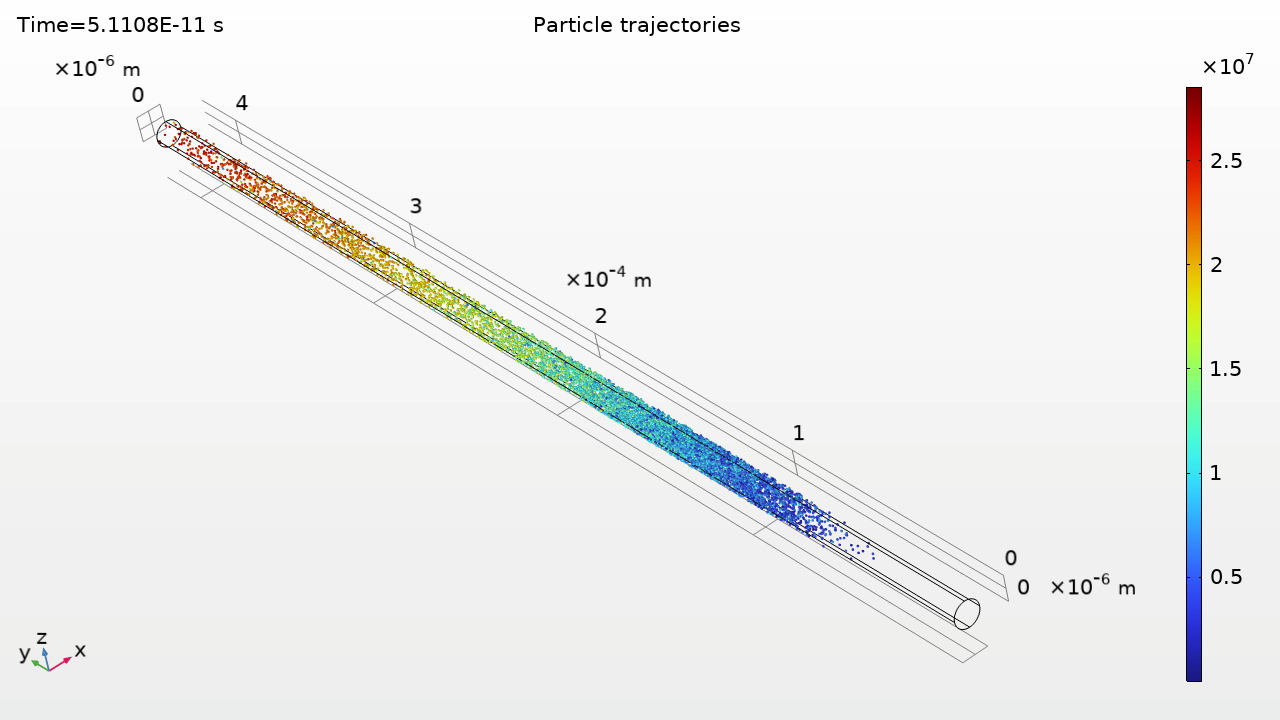 Time=5.1108E-11 s
Particle trajectories
×10⁻⁶ m
×10⁷
0
4
2.5
3
2
×10⁻⁴ m
2
1.5
1
1
0
0.5
0 ×10⁻⁶ m
z
y x